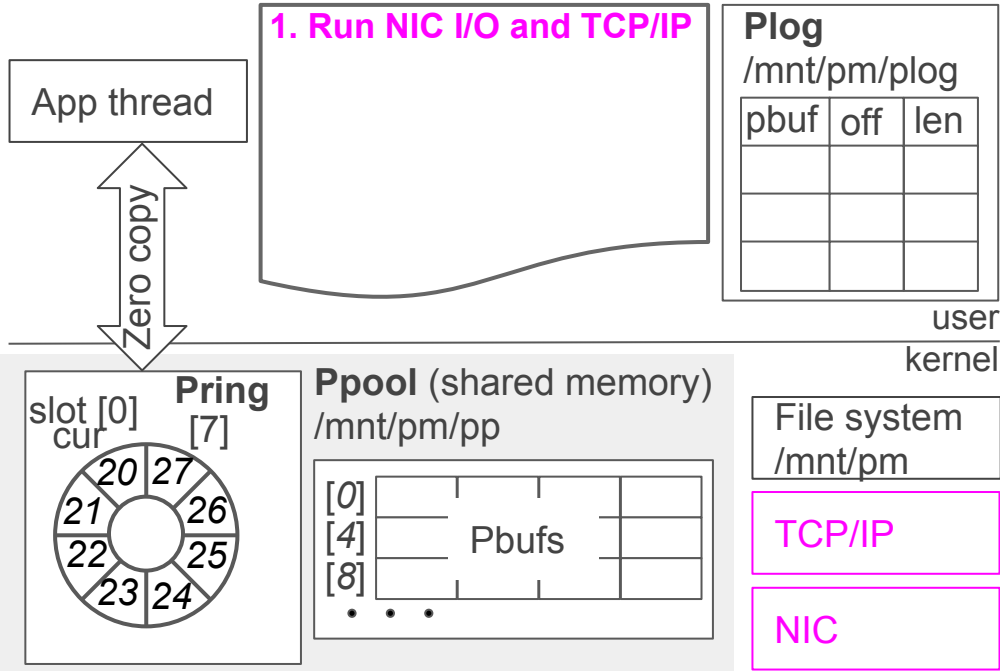 1. Run NIC I/O and TCP/IP
App thread
Zero copy
Plog
/mnt/pm/plog
pbuf off len
user
kernel
Pring
slot [0]
[7]
cur
20
27
21
26
22
25
23
24
Ppool (shared memory)
/mnt/pm/pp
[0]
[4]
[8]
Pbufs
• • •
File system
/mnt/pm
TCP/IP
NIC